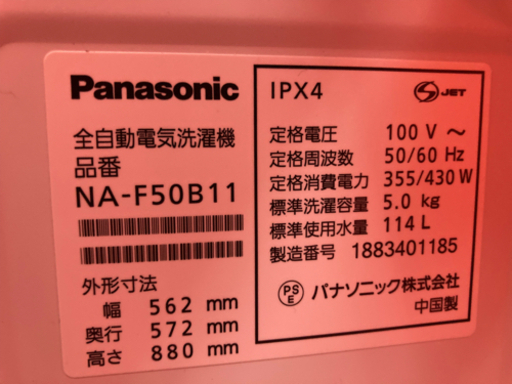 Panasonic
全自動電気洗濯機
品番
NA-F50B11
外形寸法
幅 562 mm
奥行 572 mm
高さ 880 mm
IPX4
S JET
定格電圧 100 V ～
定格周波数 50/60 Hz
定格消費電力 355/430 W
標準洗濯容量 5.0 kg
標準使用水量 114 L
製造番号 1883401185
PSE パナソニック株式会社
中国製